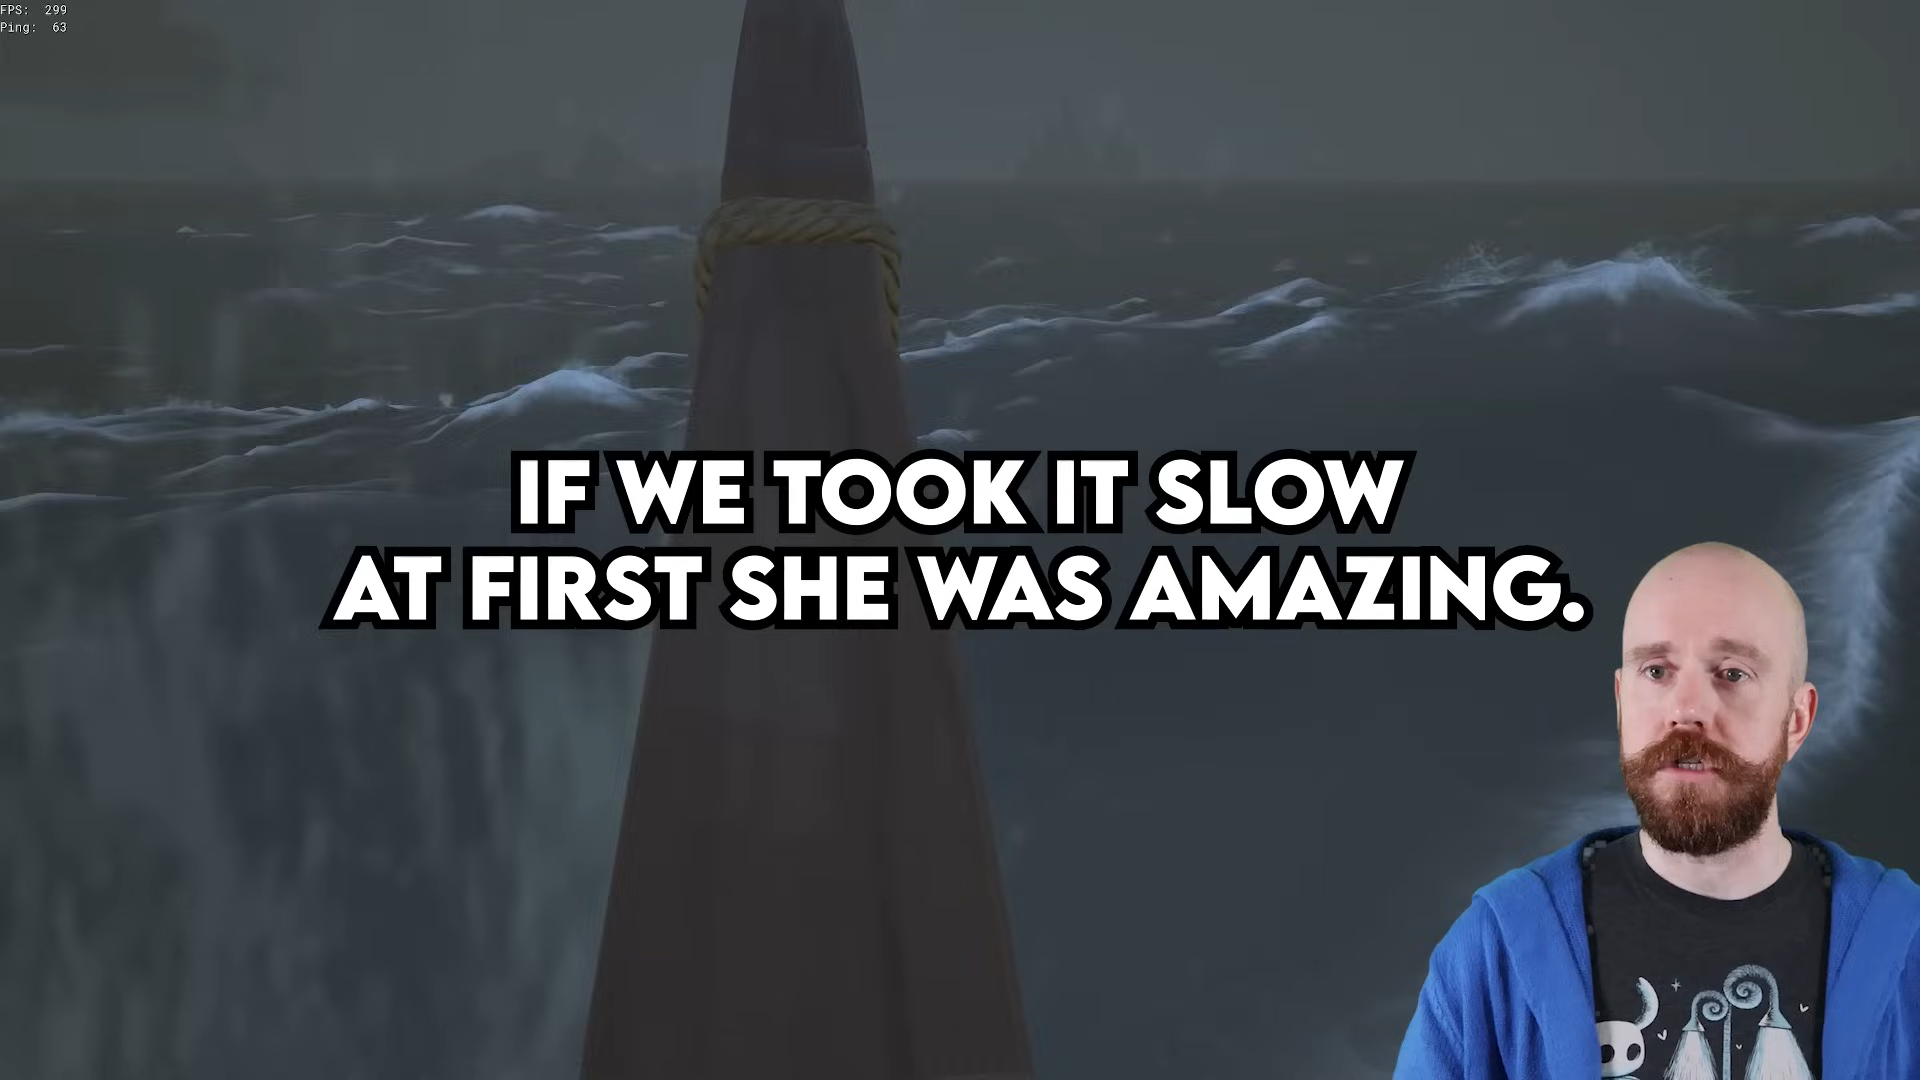 FPS: 299
Ping: 63
IF WE TOOK IT SLOW
AT FIRST SHE WAS AMAZING.